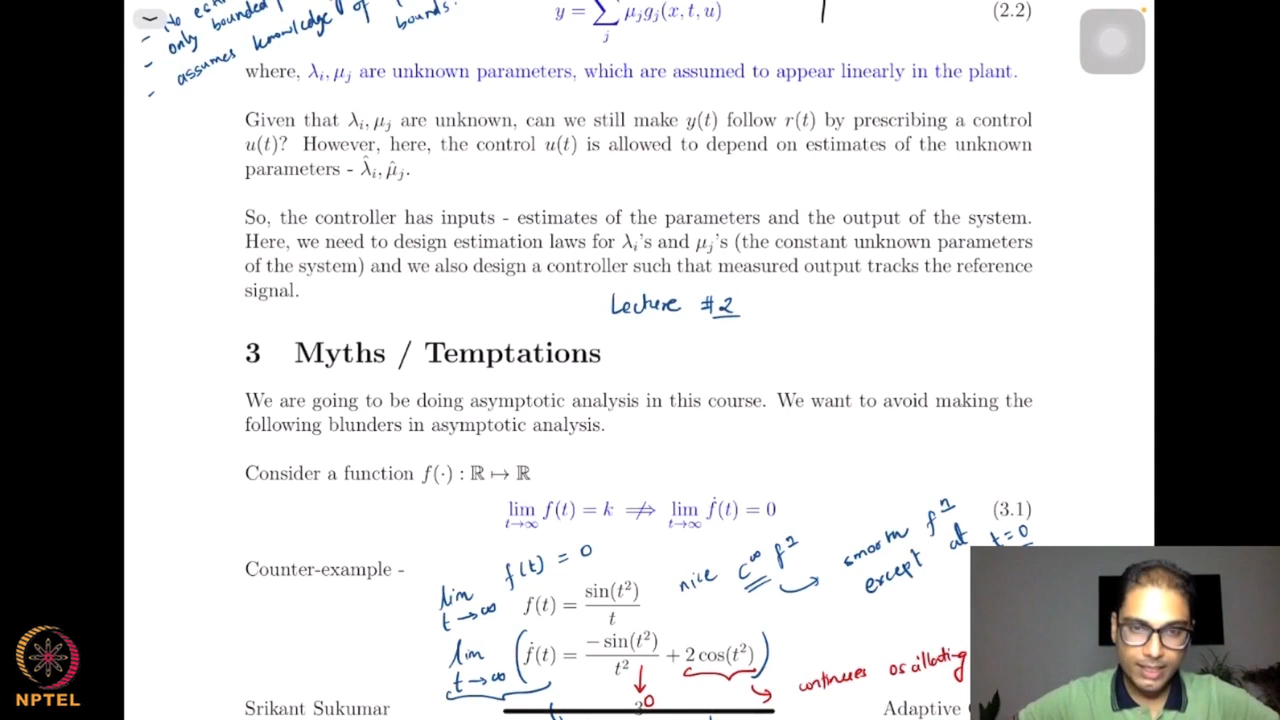 only bounded
- assumes knowledge of
bounds.
y = ∑_j μ_j g_j(x, t, u) (2.2)
where, λ_i, μ_j are unknown parameters, which are assumed to appear linearly in the plant.
Given that λ_i, μ_j are unknown, can we still make y(t) follow r(t) by prescribing a control
u(t)? However, here, the control u(t) is allowed to depend on estimates of the unknown
parameters - λ̂_i, μ̂_j.
So, the controller has inputs - estimates of the parameters and the output of the system.
Here, we need to design estimation laws for λ_i's and μ_j's (the constant unknown parameters
of the system) and we also design a controller such that measured output tracks the reference
signal.
Lecture #2
3 Myths / Temptations
We are going to be doing asymptotic analysis in this course. We want to avoid making the
following blunders in asymptotic analysis.
Consider a function f(·) : ℝ ↦ ℝ
lim_{t→∞} f(t) = k ⇏ lim_{t→∞} ḟ(t) = 0 (3.1)
Counter-example -
lim_{t→∞} f(t) = 0
f(t) = sin(t²)/t
nice C^∞ fⁿ
smooth fⁿ
except at t=0
lim_{t→∞} (ḟ(t) = -sin(t²)/t² + 2 cos(t²))
0
continues oscillating
Srikant Sukumar
Adaptive
NPTEL